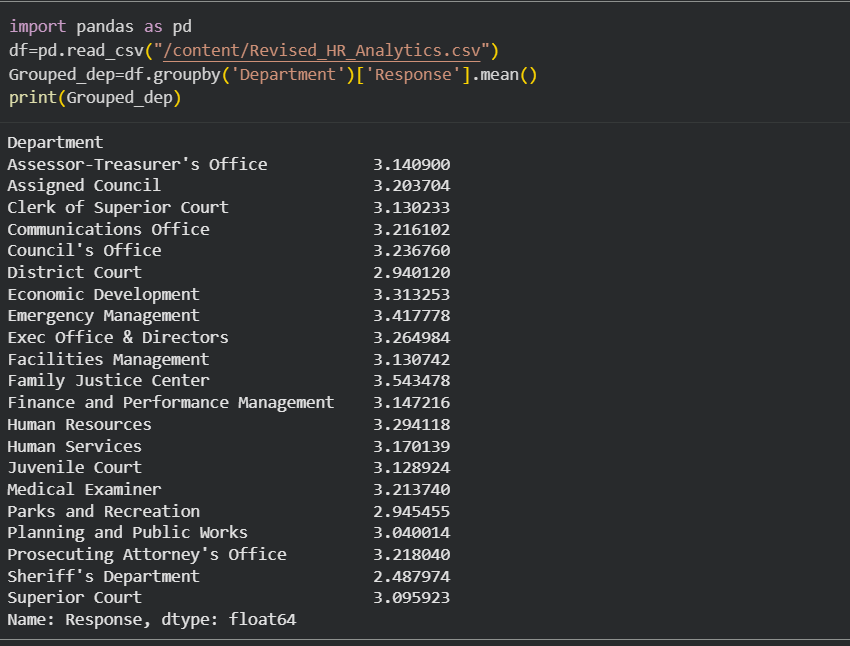 import pandas as pd
df=pd.read_csv("/content/Revised_HR_Analytics.csv")
Grouped_dep=df.groupby('Department')['Response'].mean()
print(Grouped_dep)
Department
Assessor-Treasurer's Office 3.140900
Assigned Council 3.203704
Clerk of Superior Court 3.130233
Communications Office 3.216102
Council's Office 3.236760
District Court 2.940120
Economic Development 3.313253
Emergency Management 3.417778
Exec Office & Directors 3.264984
Facilities Management 3.130742
Family Justice Center 3.543478
Finance and Performance Management 3.147216
Human Resources 3.294118
Human Services 3.170139
Juvenile Court 3.128924
Medical Examiner 3.213740
Parks and Recreation 2.945455
Planning and Public Works 3.040014
Prosecuting Attorney's Office 3.218040
Sheriff's Department 2.487974
Superior Court 3.095923
Name: Response, dtype: float64